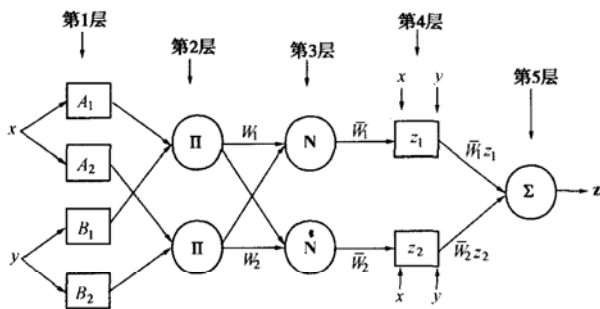 第1层
第2层
第3层
第4层
第5层
x
y
A₁
A₂
B₁
B₂
x
y
Π
Π
W₁
W₂
N
N
W̅₁
W̅₂
z₁
z₂
x
y
W̅₁z₁
W̅₂z₂
Σ
z